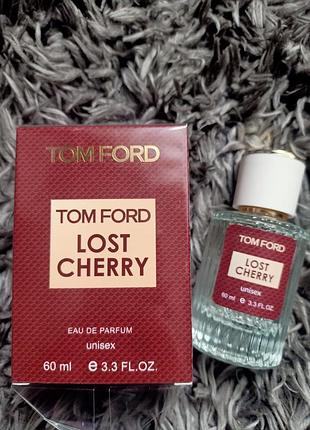 TOM FORD
TOM FORD
LOST
CHERRY
EAU DE PARFUM
unisex
60 ml e 3.3 FL.OZ.
TOM FORD
LOST
CHERRY
unisex
60 ml e 3.3 FL.OZ.